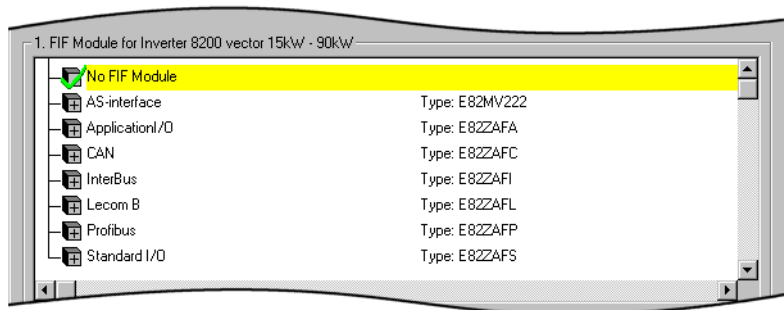 1. FIF Module for Inverter 8200 vector 15kW - 90kW
No FIF Module
AS-interface Type: E82MV222
ApplicationI/O Type: E82ZAFA
CAN Type: E82ZAFC
InterBus Type: E82ZAFI
Lecom B Type: E82ZAFL
Profibus Type: E82ZAFP
Standard I/O Type: E82ZAFS